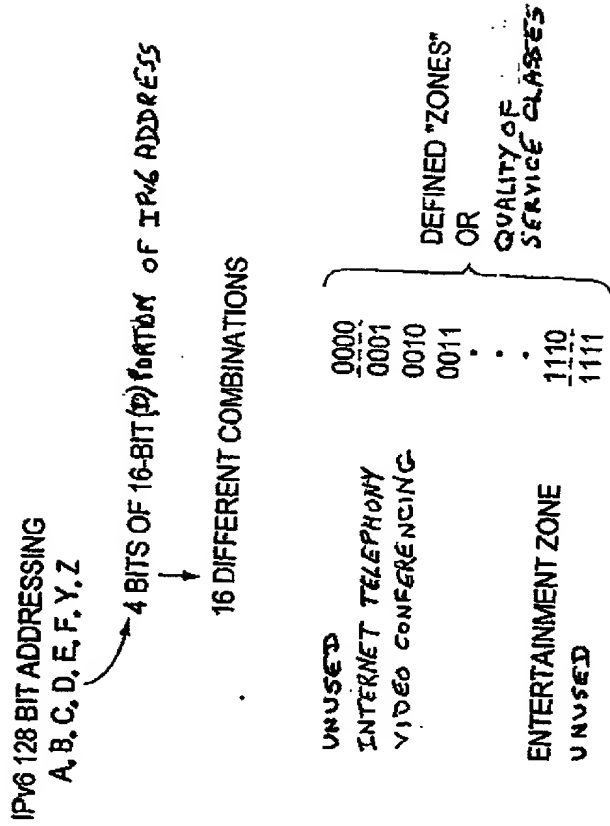 IPv6 128 BIT ADDRESSING
A, B, C, D, E, F, Y, Z
4 BITS OF 16-BIT (D) PORTION OF IPv6 ADDRESS
16 DIFFERENT COMBINATIONS
UNUSED 0000
INTERNET TELEPHONY 0001
VIDEO CONFERENCING 0010
0011
ENTERTAINMENT ZONE 1110
UNUSED 1111
DEFINED "ZONES"
OR
QUALITY OF
SERVICE CLASSES